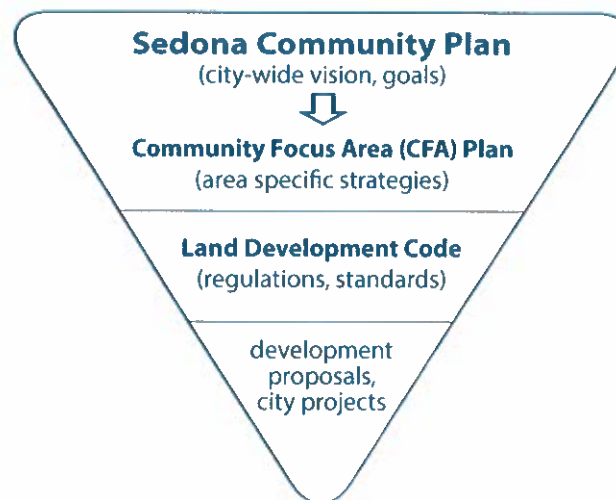 Sedona Community Plan
(city-wide vision, goals)
Community Focus Area (CFA) Plan
(area specific strategies)
Land Development Code
(regulations, standards)
development
proposals,
city projects